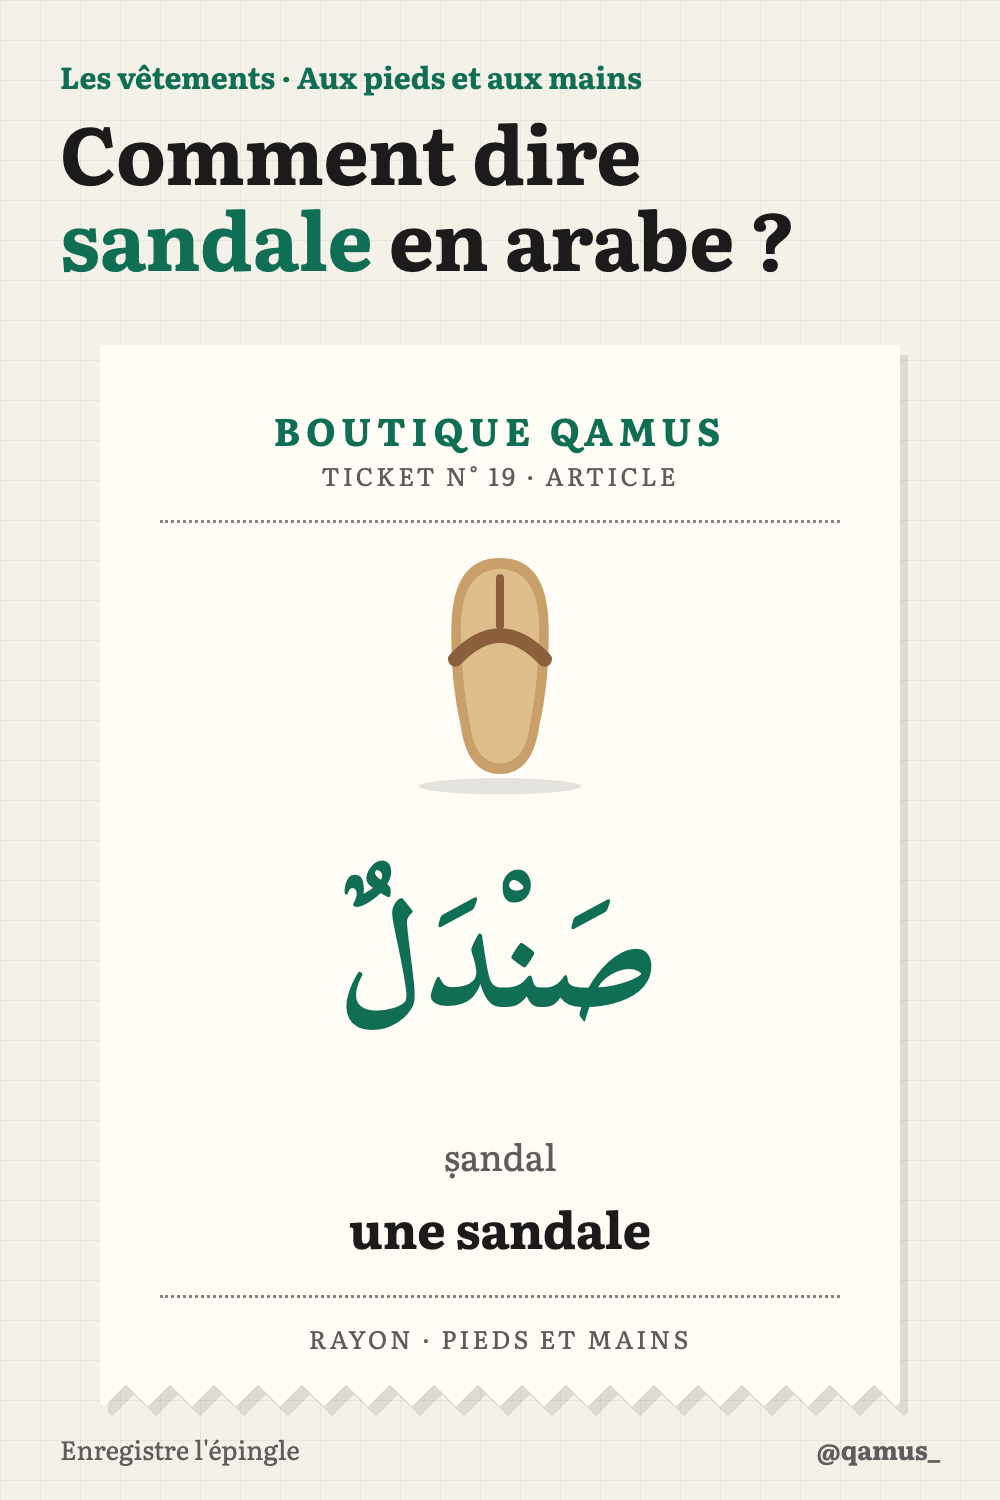 Les vêtements · Aux pieds et aux mains
Comment dire
sandale en arabe ?
BOUTIQUE QAMUS
TICKET N° 19 · ARTICLE
صَنْدَلٌ
ṣandal
une sandale
RAYON · PIEDS ET MAINS
Enregistre l'épingle
@qamus_